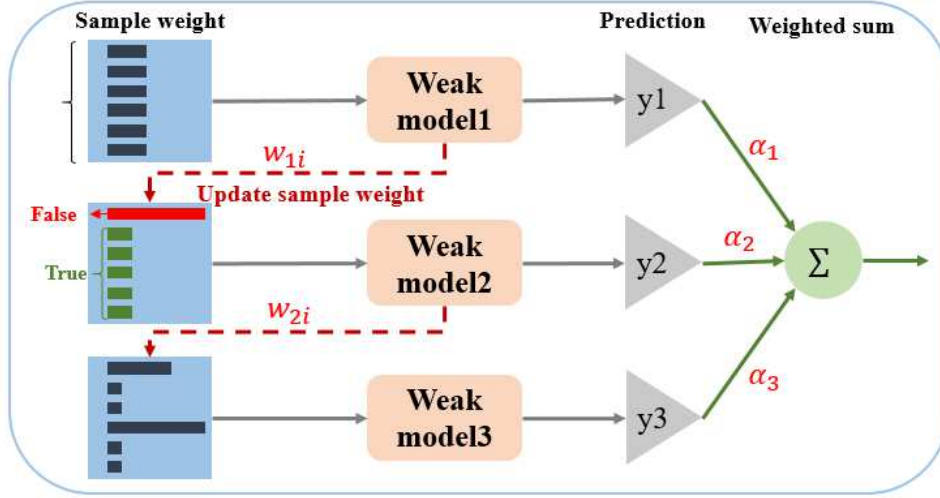 Sample weight
Prediction
Weighted sum
Weak
model1
y1
α₁
w₁ᵢ
Update sample weight
False
True
Weak
model2
y2
α₂
Σ
w₂ᵢ
Weak
model3
y3
α₃